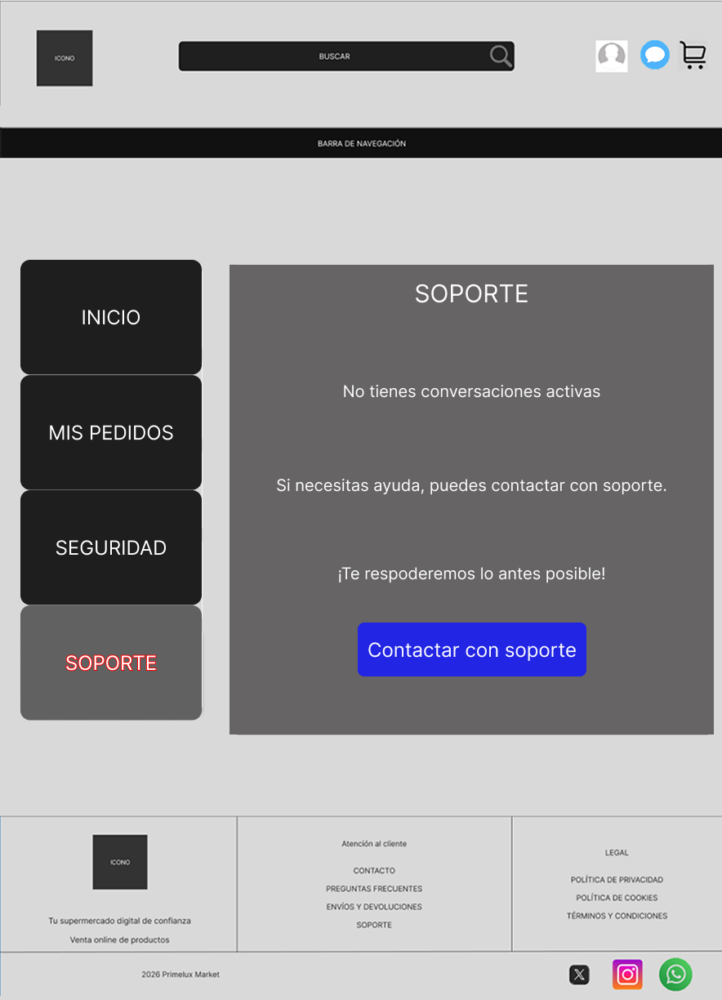 ICONO
BUSCAR
BARRA DE NAVEGACIÓN
INICIO
MIS PEDIDOS
SEGURIDAD
SOPORTE
SOPORTE
No tienes conversaciones activas
Si necesitas ayuda, puedes contactar con soporte.
¡Te respoderemos lo antes posible!
Contactar con soporte
ICONO
Tu supermercado digital de confianza
Venta online de productos
Atención al cliente
CONTACTO
PREGUNTAS FRECUENTES
ENVÍOS Y DEVOLUCIONES
SOPORTE
LEGAL
POLÍTICA DE PRIVACIDAD
POLÍTICA DE COOKIES
TÉRMINOS Y CONDICIONES
2026 Primelux Market